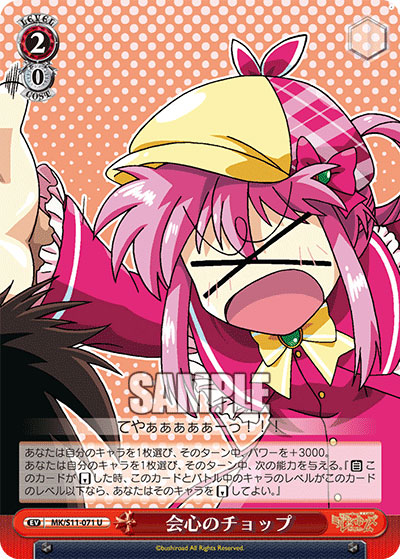 LEVEL
2
0
COST
SAMPLE
てやぁぁぁぁぁーっ！！！
あなたは自分のキャラを1枚選び、そのターン中、パワーを＋3000。
あなたは自分のキャラを1枚選び、そのターン中、次の能力を与える。『【自】こ
のカードが【リバース】した時、このカードとバトル中のキャラのレベルがこのカード
のレベル以下なら、あなたはそのキャラを【リバース】してよい。』
EV MK/S11-071 U
会心のチョップ
©bushiroad All Rights Reserved.